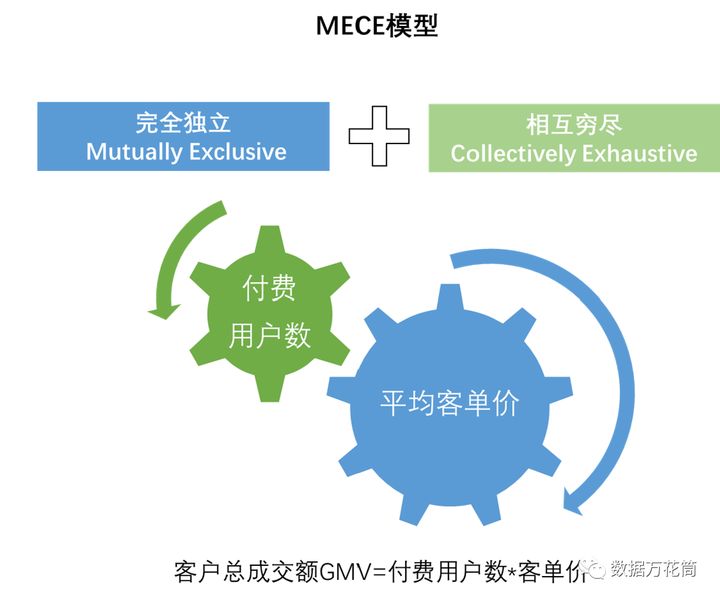 MECE模型
完全独立
Mutually Exclusive
相互穷尽
Collectively Exhaustive
付费
用户数
平均客单价
客户总成交额GMV=付费用户数*客单价
数据万花筒